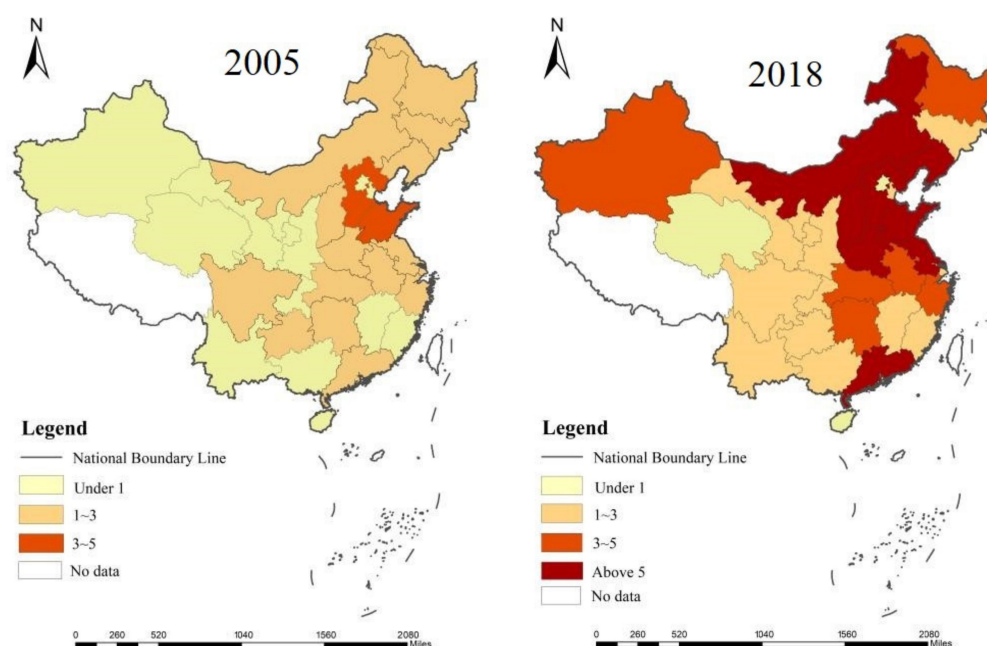 N
2005
Legend
National Boundary Line
Under 1
1~3
3~5
No data
0 260 520 1040 1560 2080
Miles
N
2018
Legend
National Boundary Line
Under 1
1~3
3~5
Above 5
No data
0 260 520 1040 1560 2080
Miles